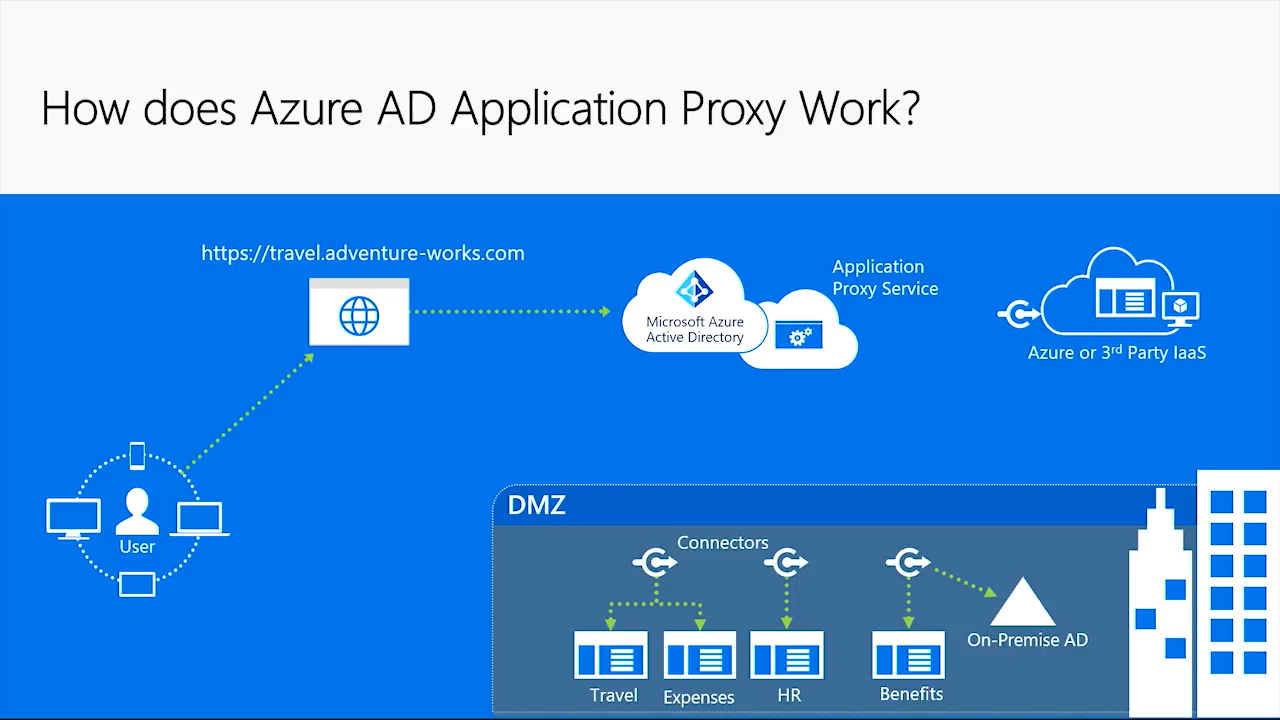 How does Azure AD Application Proxy Work?
https://travel.adventure-works.com
Application
Proxy Service
Microsoft Azure
Active Directory
Azure or 3rd Party IaaS
User
DMZ
Connectors
On-Premise AD
Travel
Expenses
HR
Benefits